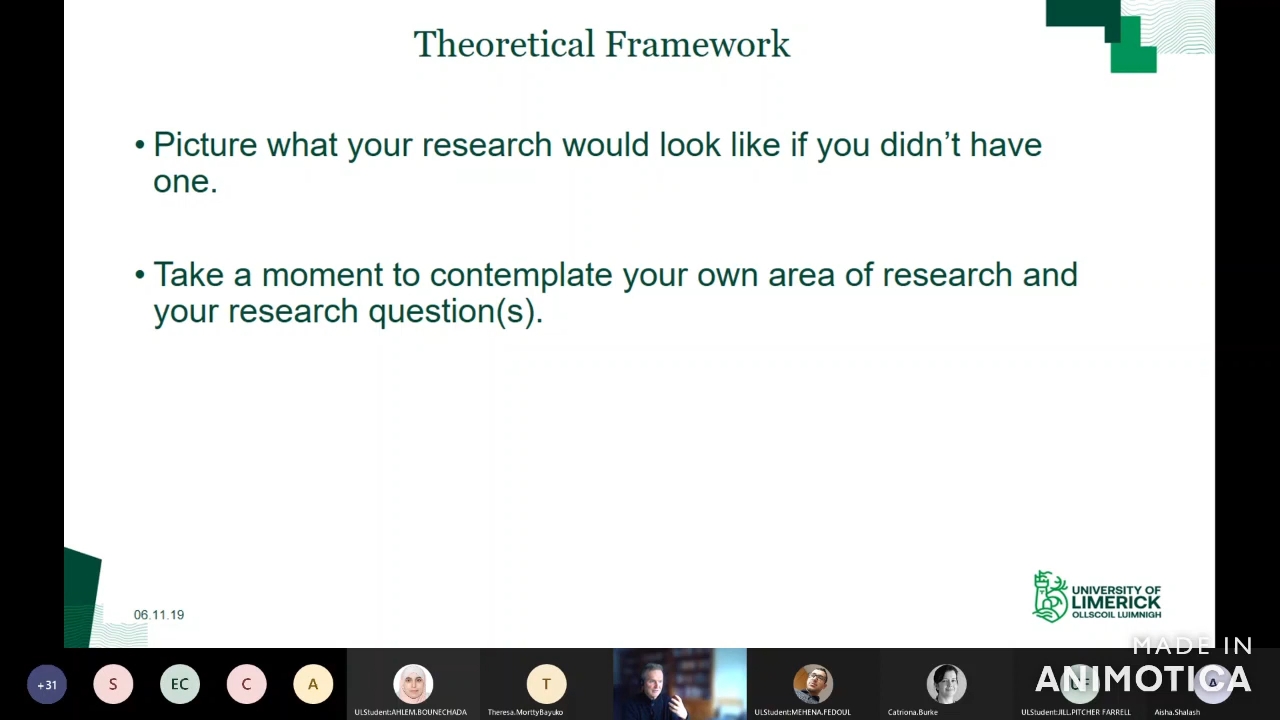 Theoretical Framework
• Picture what your research would look like if you didn't have
one.
• Take a moment to contemplate your own area of research and
your research question(s).
06.11.19
UNIVERSITY OF
LIMERICK
OLLSCOIL LUIMNIGH
MADE IN
ANIMOTICA
+31
S
EC
C
A
T
ULStudent:AHLEM.BOUNECHADA
Theresa.MorttyBayuko
ULStudent:MEHENA.FEDOUL
Catriona.Burke
ULStudent:JILL.PITCHER FARRELL
Aisha.Shalash